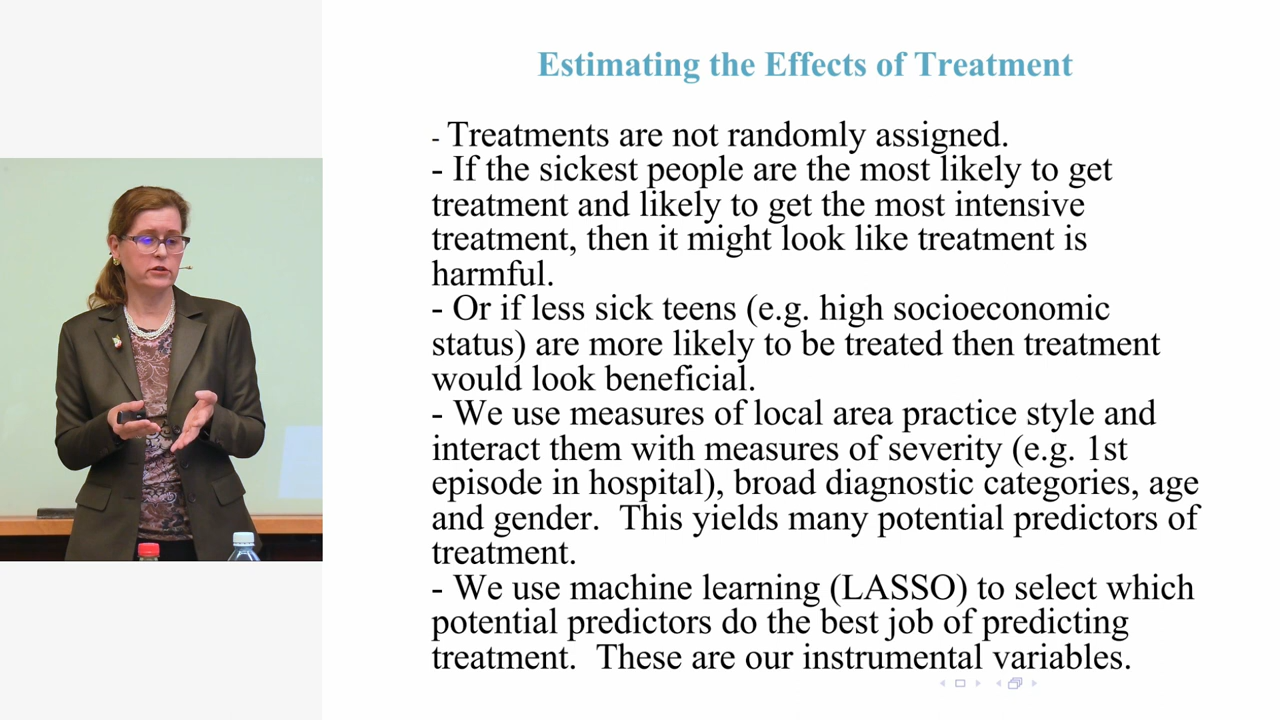 Estimating the Effects of Treatment
- Treatments are not randomly assigned.
- If the sickest people are the most likely to get
treatment and likely to get the most intensive
treatment, then it might look like treatment is
harmful.
- Or if less sick teens (e.g. high socioeconomic
status) are more likely to be treated then treatment
would look beneficial.
- We use measures of local area practice style and
interact them with measures of severity (e.g. 1st
episode in hospital), broad diagnostic categories, age
and gender.  This yields many potential predictors of
treatment.
- We use machine learning (LASSO) to select which
potential predictors do the best job of predicting
treatment.  These are our instrumental variables.